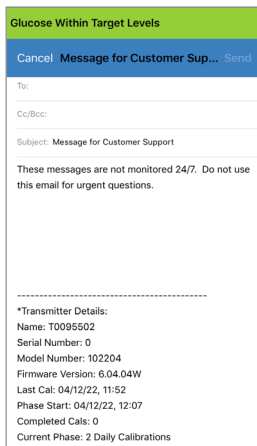 Glucose Within Target Levels
Cancel Message for Customer Sup... Send
To:
Cc/Bcc:
Subject: Message for Customer Support
These messages are not monitored 24/7. Do not use
this email for urgent questions.
-------------------------------------------
*Transmitter Details:
Name: T0095502
Serial Number: 0
Model Number: 102204
Firmware Version: 6.04.04W
Last Cal: 04/12/22, 11:52
Phase Start: 04/12/22, 12:07
Completed Cals: 0
Current Phase: 2 Daily Calibrations